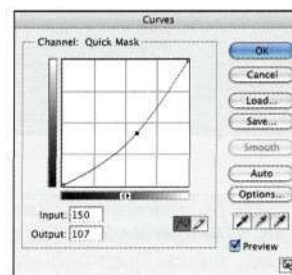 Curves
Channel: Quick Mask
OK
Cancel
Load...
Save...
Smooth
Auto
Options...
Input: 150
Output: 107
Preview